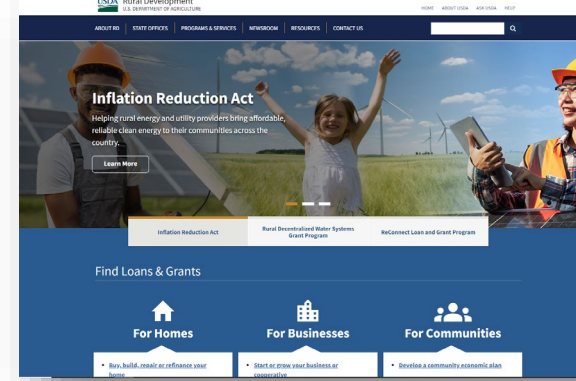 USDA Rural Development
U.S. DEPARTMENT OF AGRICULTURE
HOME ABOUT USDA ASK USDA HELP
ABOUT RD STATE OFFICES PROGRAMS & SERVICES NEWSROOM RESOURCES CONTACT US
Inflation Reduction Act
Helping rural energy and utility providers bring affordable,
reliable clean energy to their communities across the
country.
Learn More
Inflation Reduction Act
Rural Decentralized Water Systems
Grant Program
ReConnect Loan and Grant Program
Find Loans & Grants
For Homes
For Businesses
For Communities
• Buy, build, repair or refinance your
home
• Start or grow your business or
cooperative
• Develop a community economic plan